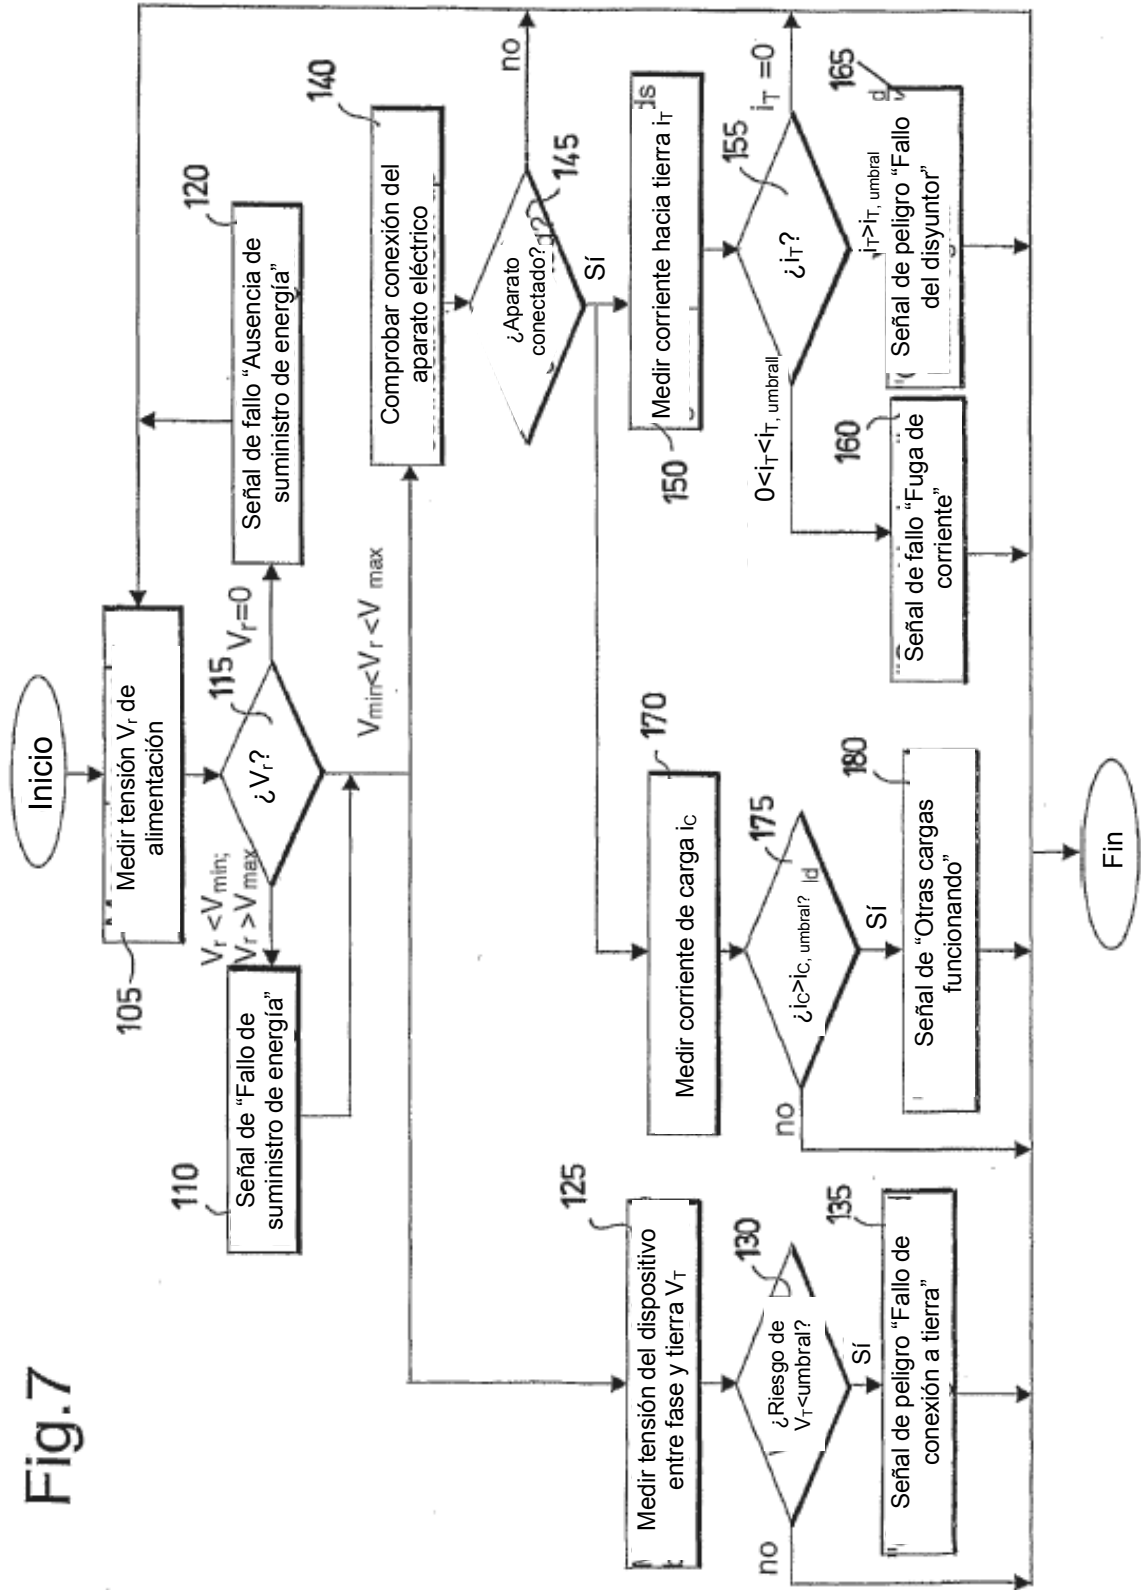 Fig.7
Inicio
105
Medir tensión Vr de
alimentación
115
¿Vr?
Vr <Vmin;
Vr >Vmax
Vr=0
110
Señal de “Fallo de
suministro de energía”
120
Señal de fallo “Ausencia de
suministro de energía”
Vmin<Vr <V max
125
Medir tensión del dispositivo
entre fase y tierra VT
130
¿Riesgo de
VT<umbral?
no
Sí
135
Señal de peligro “Fallo de
conexión a tierra”
140
Comprobar conexión del
aparato eléctrico
145
¿Aparato
conectado?
no
Sí
170
Medir corriente de carga iC
175
¿iC>iC, umbral?
no
Sí
180
Señal de “Otras cargas
funcionando”
150
Medir corriente hacia tierra iT
155
¿iT?
iT =0
0<iT<iT, umbral
iT>iT, umbral
160
Señal de fallo “Fuga de
corriente”
165
Señal de peligro “Fallo
del disyuntor”
Fin